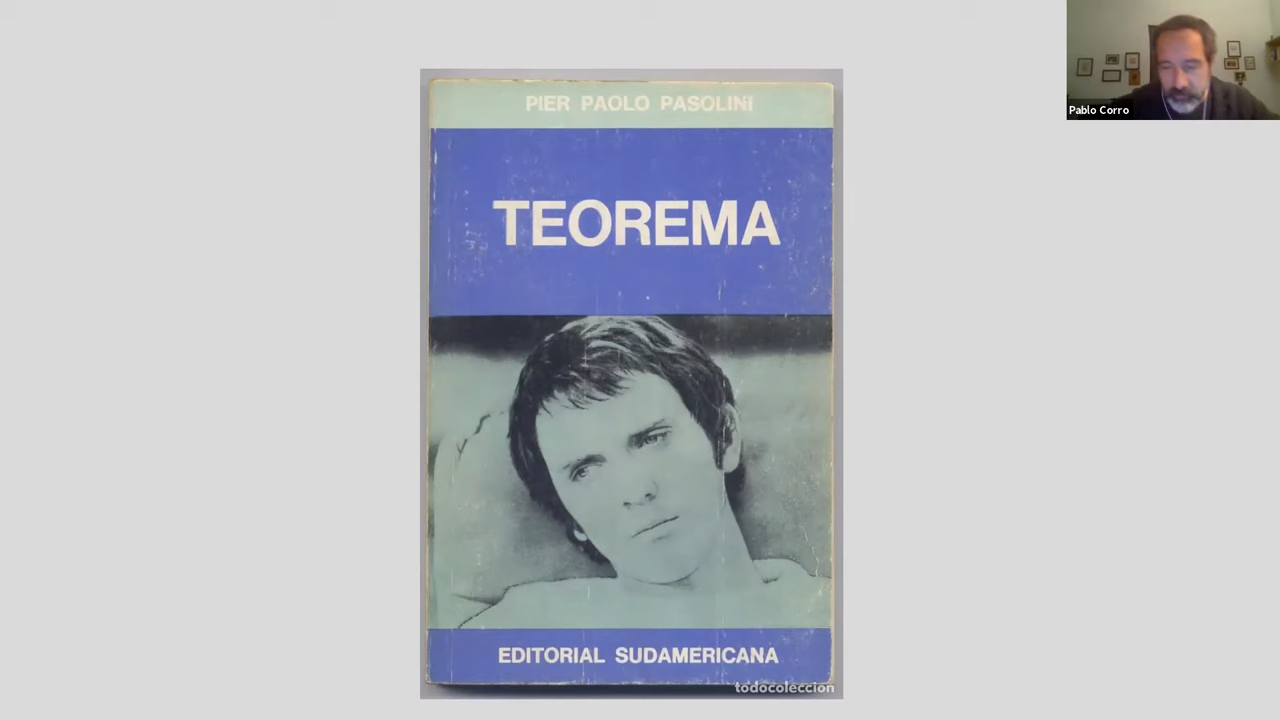 PIER PAOLO PASOLINI
TEOREMA
EDITORIAL SUDAMERICANA
todocoleccion
Pablo Corro